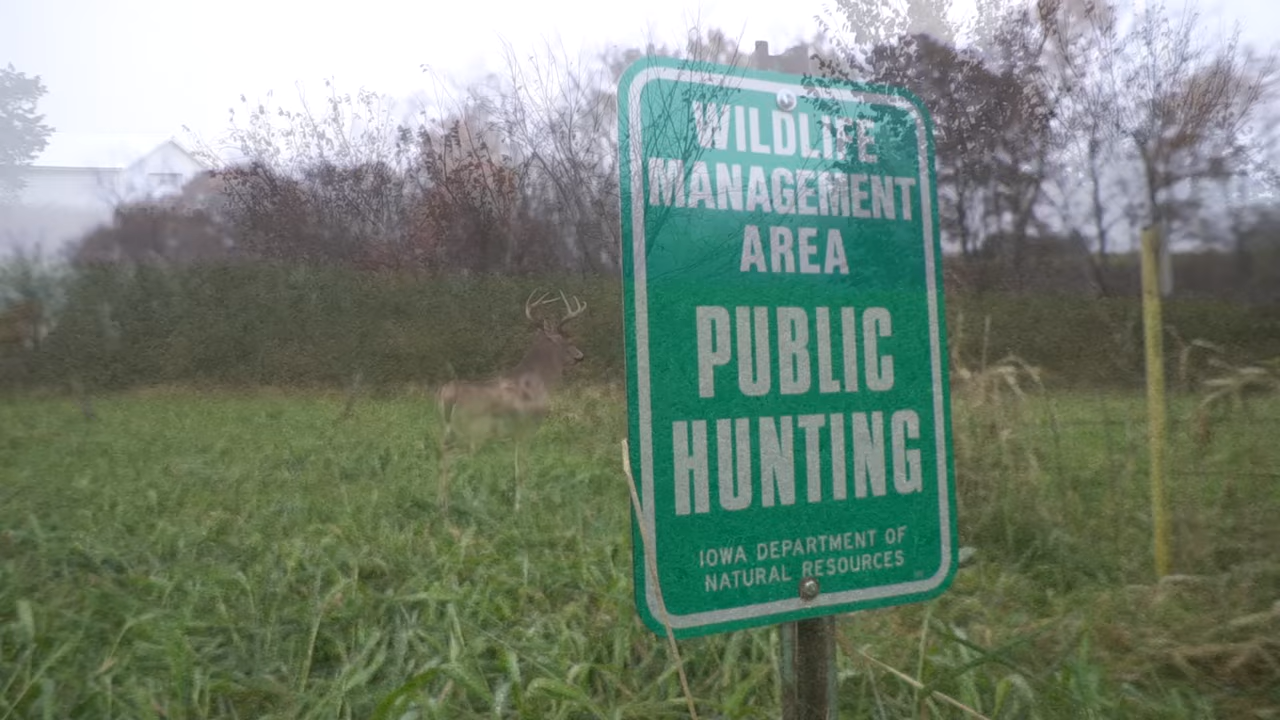 WILDLIFE
MANAGEMENT
AREA
PUBLIC
HUNTING
IOWA DEPARTMENT OF
NATURAL RESOURCES